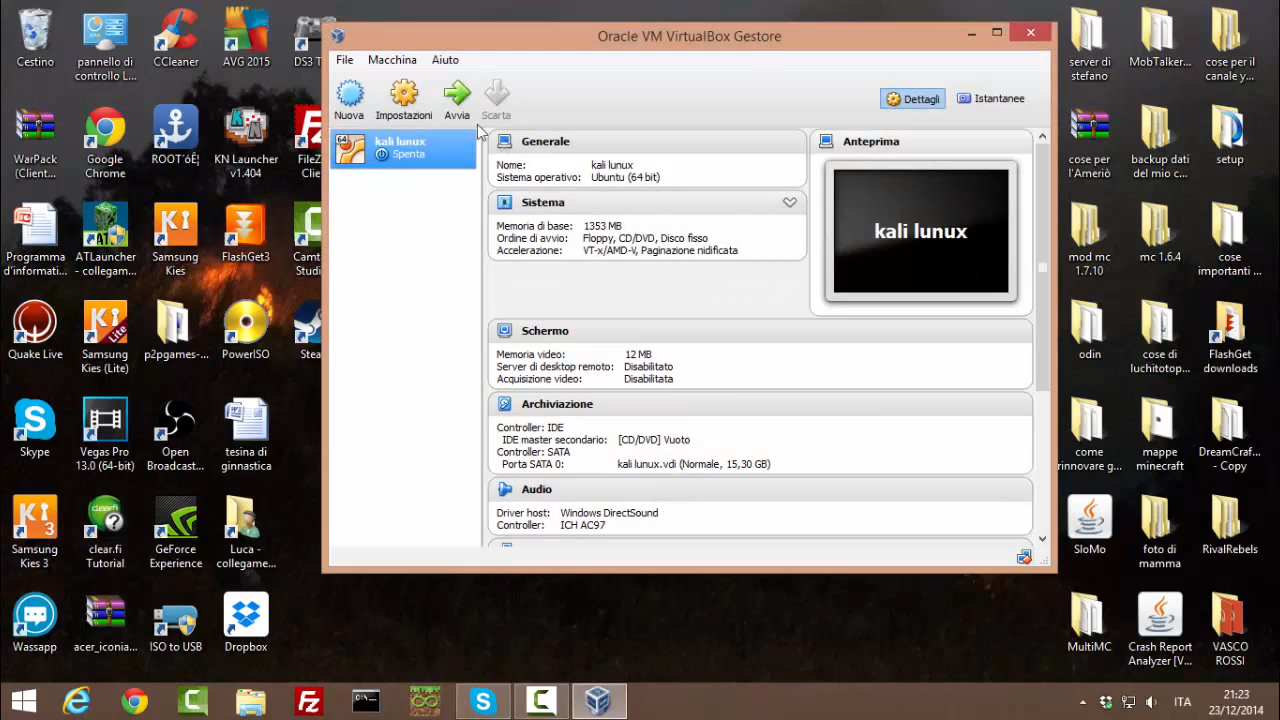 Oracle VM VirtualBox Gestore
File Macchina Aiuto
Nuova Impostazioni Avvia Scarta
Dettagli Istantanee
64
kali lunux
Spenta
Generale
Nome: kali lunux
Sistema operativo: Ubuntu (64 bit)
Sistema
Memoria di base: 1353 MB
Ordine di avvio: Floppy, CD/DVD, Disco fisso
Accelerazione: VT-x/AMD-V, Paginazione nidificata
Anteprima
kali lunux
Schermo
Memoria video: 12 MB
Server di desktop remoto: Disabilitato
Acquisizione video: Disabilitata
Archiviazione
Controller: IDE
IDE master secondario: [CD/DVD] Vuoto
Controller: SATA
Porta SATA 0: kali lunux.vdi (Normale, 15,30 GB)
Audio
Driver host: Windows DirectSound
Controller: ICH AC97
Cestino
pannello di
controllo L...
CCleaner
AVG 2015
DS3 T
WarPack
(Client...
Google
Chrome
KN Launcher
v1.404
FileZ
Clie
Programma
d'informati...
ATLauncher
- collegam...
Samsung
Kies
FlashGet3
Camt
Studi
Quake Live
Samsung
Kies (Lite)
p2pgames-...
PowerISO
Stea
Skype
Vegas Pro
13.0 (64-bit)
Open
Broadcast...
tesina di
ginnastica
Samsung
Kies 3
clear.fi
Tutorial
GeForce
Experience
Luca -
collegame...
Wassapp
acer_iconia...
ISO to USB
Dropbox
server di
stefano
MobTalker...
cose per il
canale y...
cose per
l'Ameriò
backup dati
del mio c...
setup
mod mc
1.7.10
mc 1.6.4
cose
importanti ...
odin
cose di
luchitotop...
FlashGet
downloads
come
rinnovare g...
mappe
minecraft
DreamCraf...
- Copy
SloMo
foto di
mamma
RivalRebels
MultiMC
Crash Report
Analyzer [V...
VASCO
ROSSI
ITA
21:23
23/12/2014